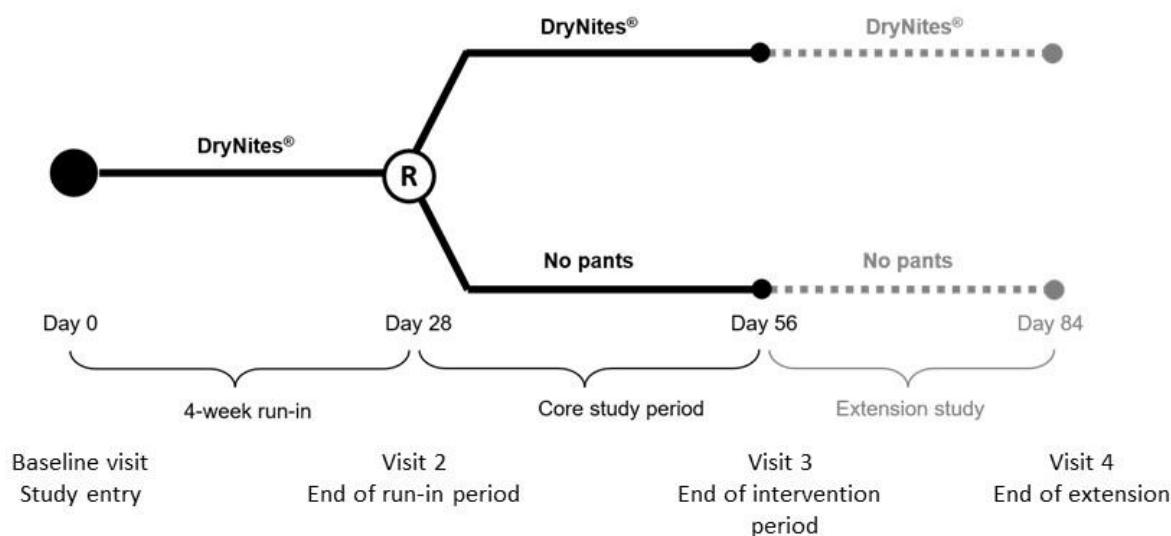 DryNites® DryNites®
DryNites®
R
No pants No pants
Day 0 Day 28 Day 56 Day 84
4-week run-in Core study period Extension study
Baseline visit Visit 2 Visit 3 Visit 4
Study entry End of run-in period End of intervention End of extension
period